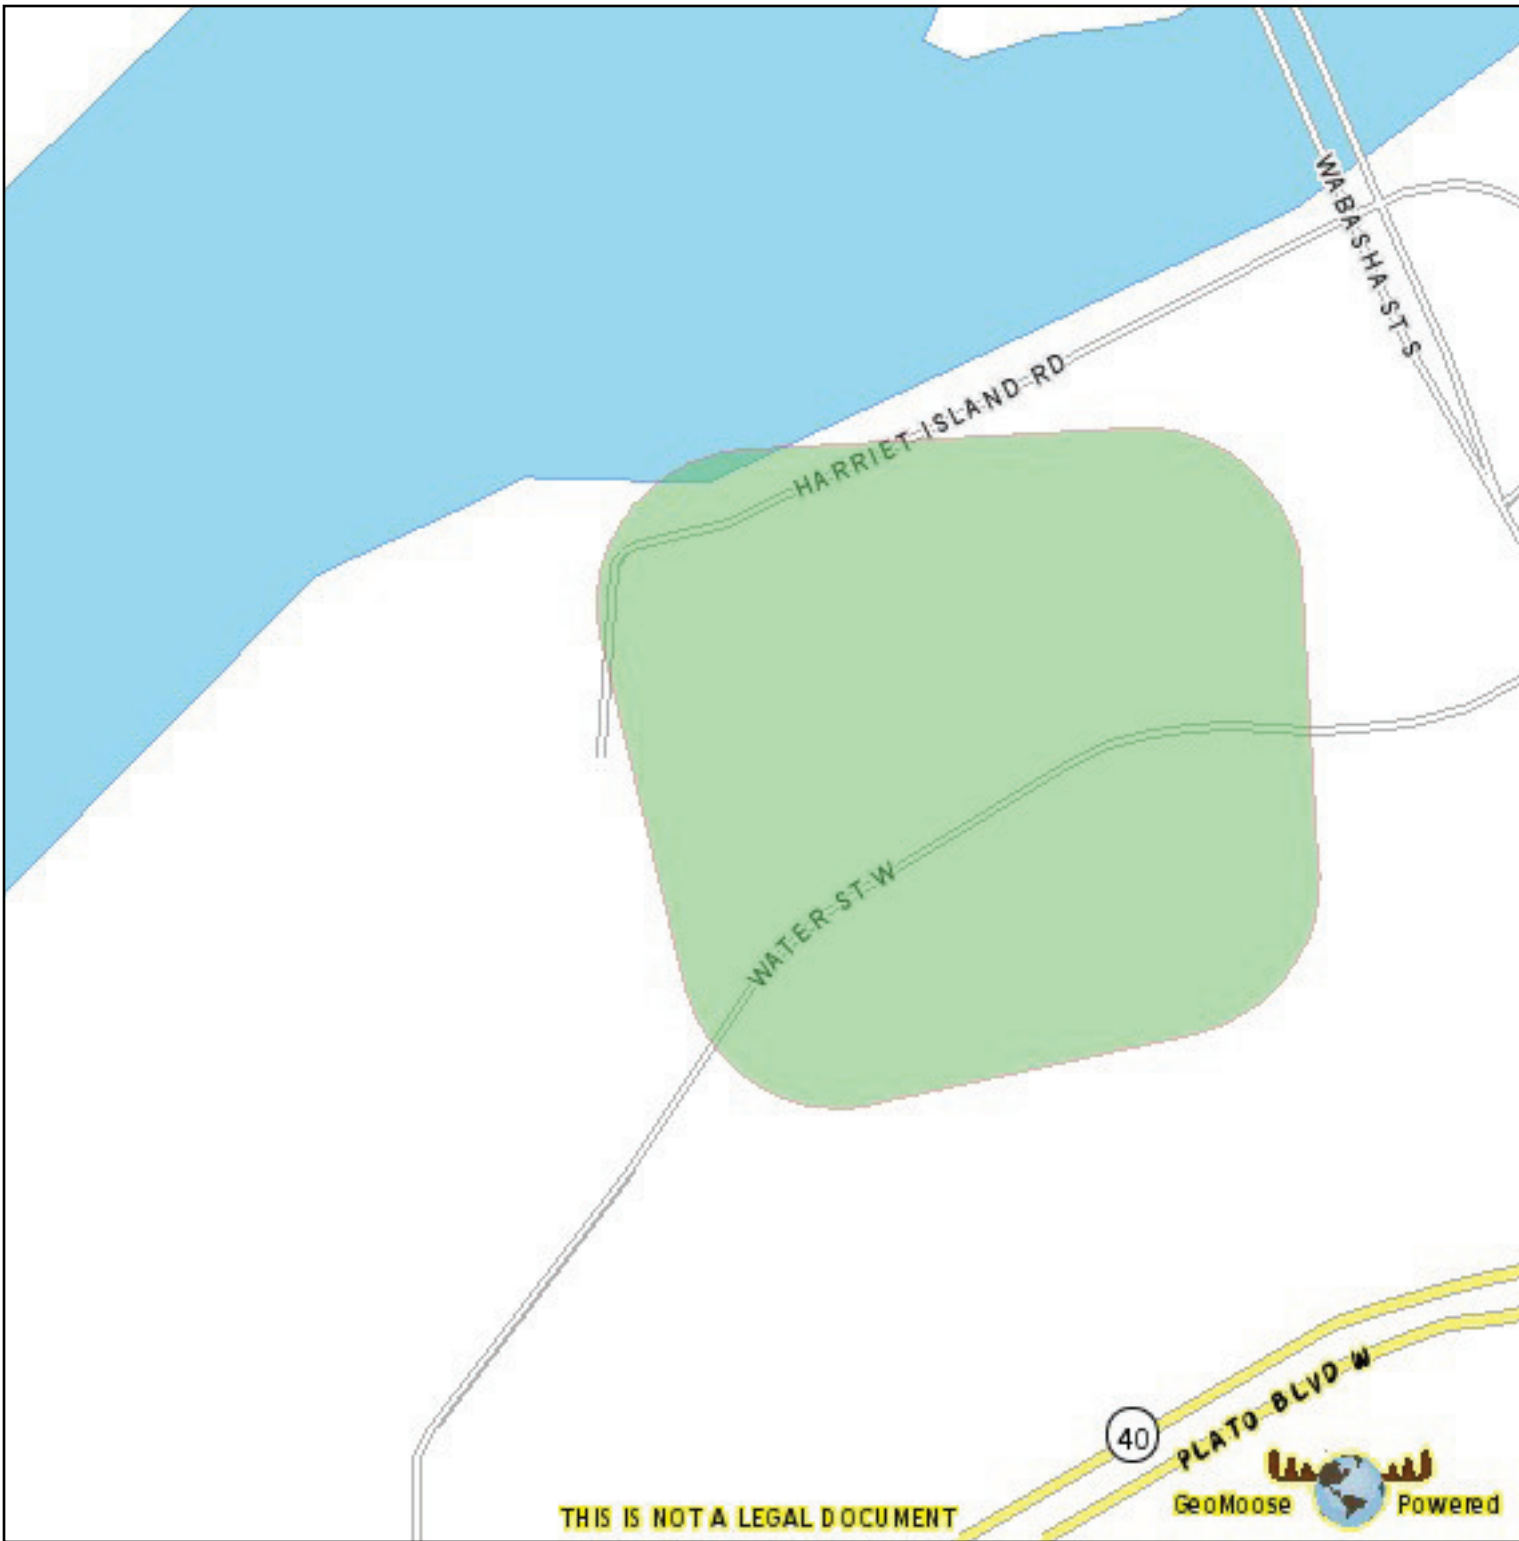 WABASHA ST S
HARRIET ISLAND RD
WATER ST W
40
PLATO BLVD W
THIS IS NOT A LEGAL DOCUMENT
GeoMoose Powered